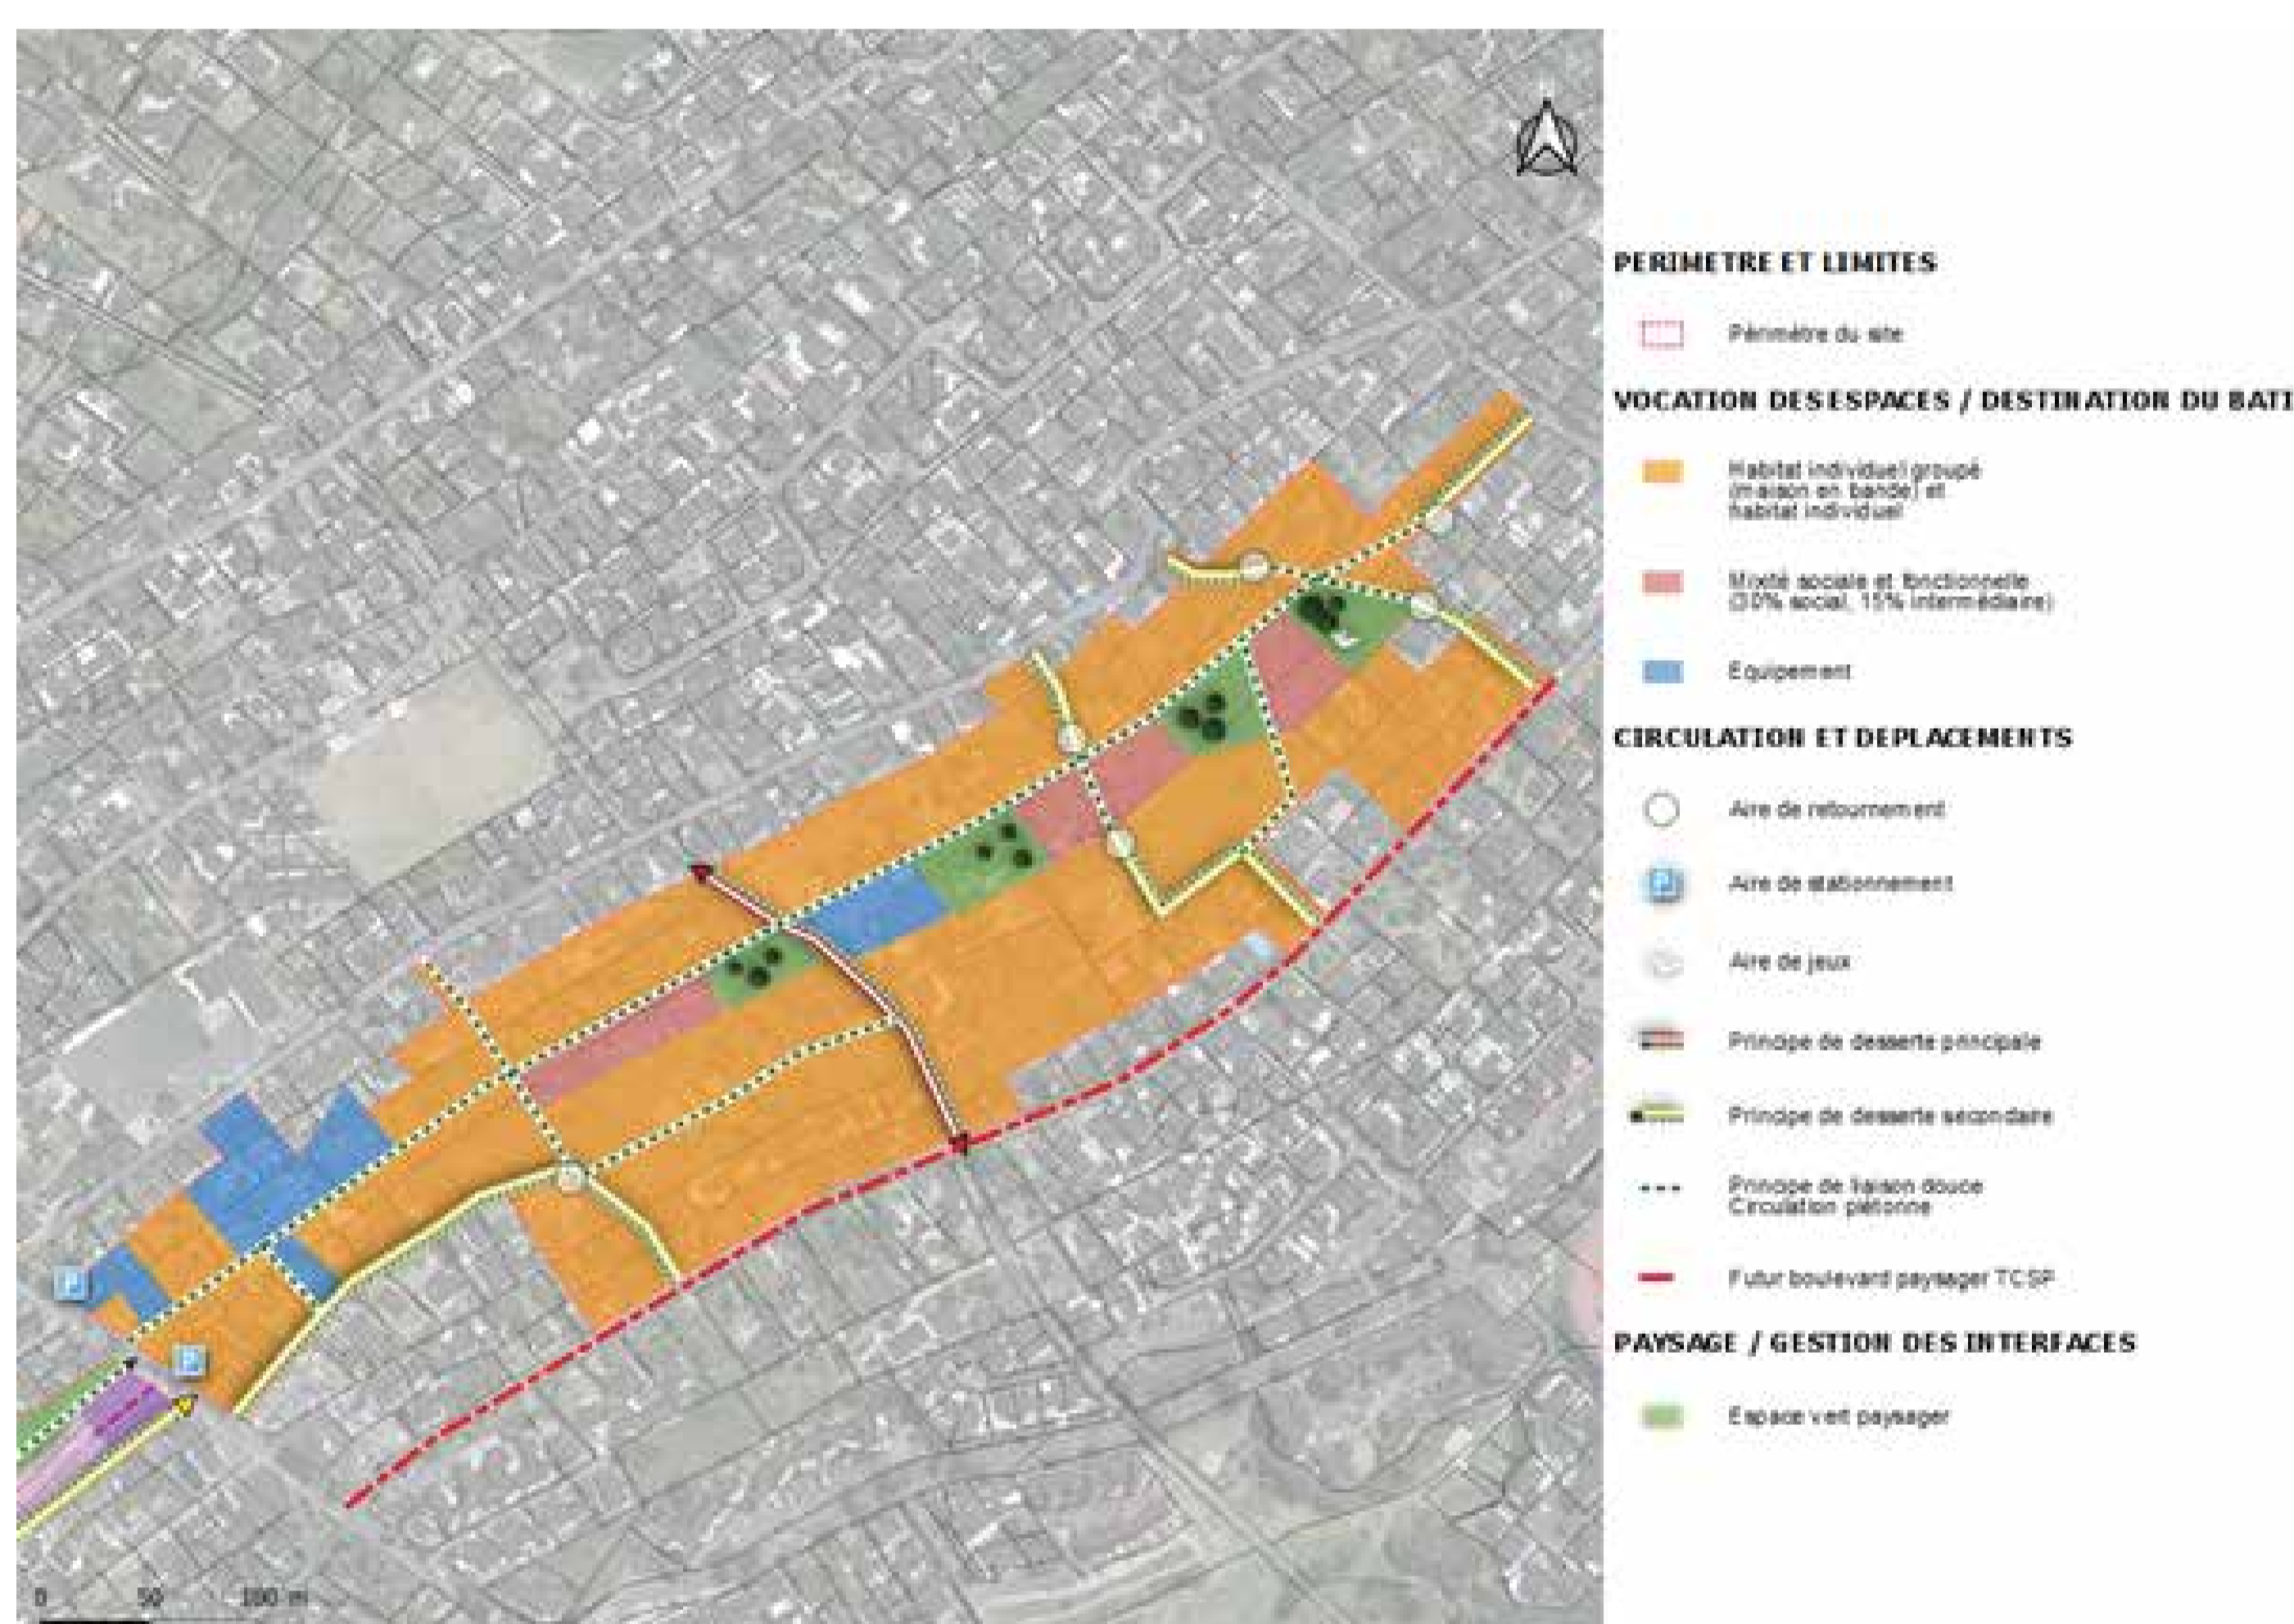 PERIMETRE ET LIMITES
Périmètre du site
VOCATION DES ESPACES / DESTINATION DU BATI
Habitat individuel groupé
(maison en bande) et
habitat individuel
Mixité sociale et fonctionnelle
(30% social, 15% intermédiaire)
Equipement
CIRCULATION ET DEPLACEMENTS
Aire de retournement
P
Aire de stationnement
Aire de jeux
Principe de desserte principale
Principe de desserte secondaire
Principe de liaison douce
Circulation piétonne
Futur boulevard paysager TCSP
PAYSAGE / GESTION DES INTERFACES
Espace vert paysager
P
P
0 50 100 m